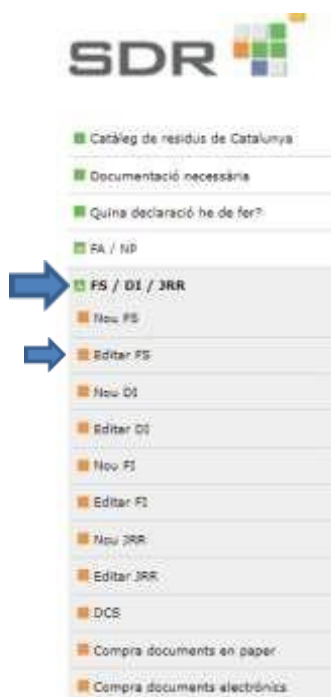 SDR
Catàleg de residus de Catalunya
Documentació necessària
Quina declaració he de fer?
FA / NP
FS / DI / JRR
Nou FS
Editar FS
Nou DI
Editar DI
Nou FI
Editar FI
Nou JRR
Editar JRR
DCS
Compra documents en paper
Compra documents electrònics